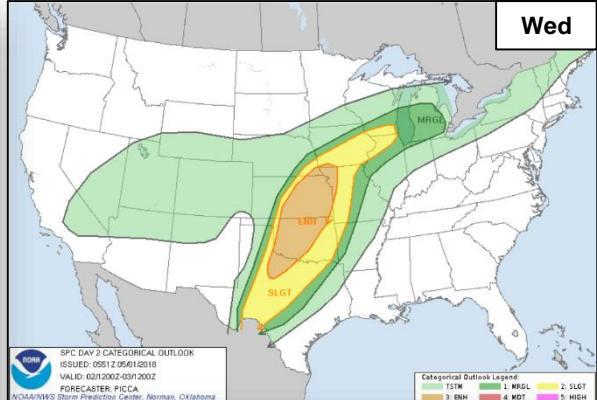 Wed
MRGL
ENH
SLGT
NOAA
SPC DAY 2 CATEGORICAL OUTLOOK
ISSUED: 0551Z 05/01/2018
VALID: 02/1200Z-03/1200Z
FORECASTER: PICCA
NOAA/NWS Storm Prediction Center, Norman, Oklahoma
Categorical Outlook Legend:
TSTM 1: MRGL 2: SLGT
3: ENH 4: MDT 5: HIGH